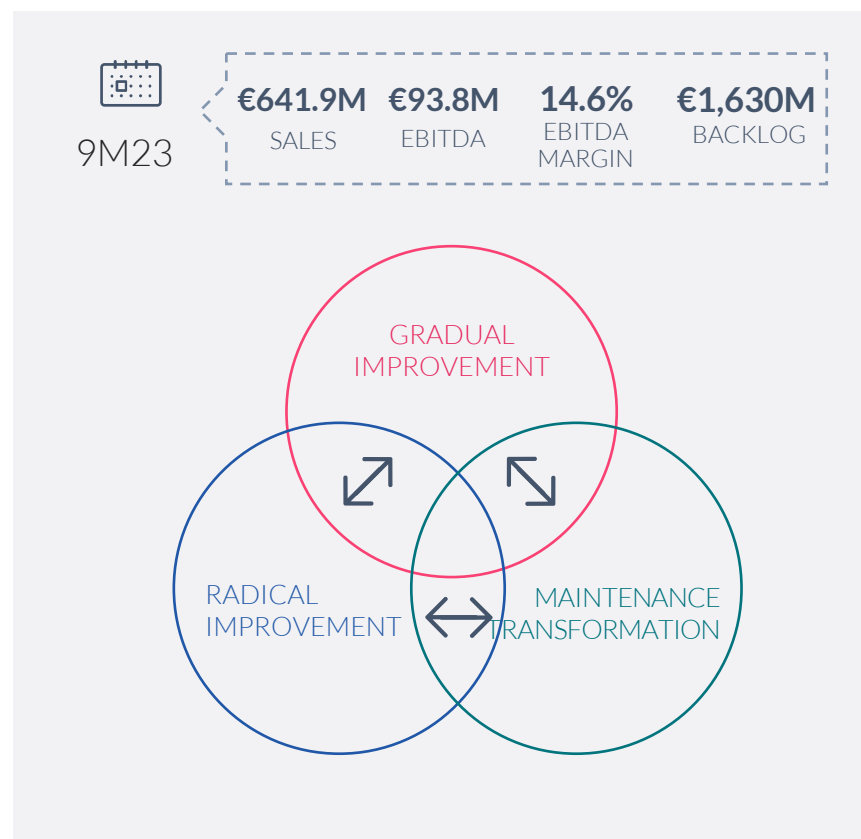 9M23
€641.9M
SALES
€93.8M
EBITDA
14.6%
EBITDA
MARGIN
€1,630M
BACKLOG
GRADUAL
IMPROVEMENT
RADICAL
IMPROVEMENT
MAINTENANCE
TRANSFORMATION